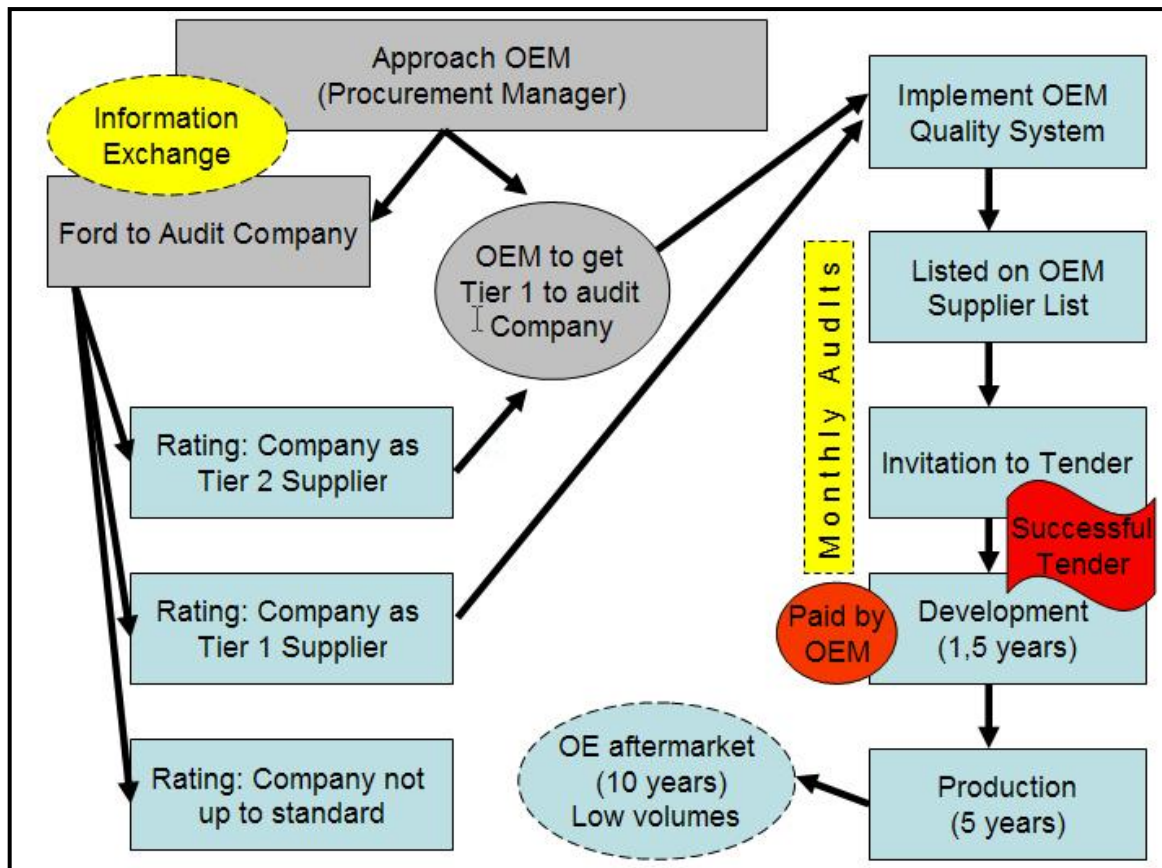 Approach OEM
(Procurement Manager)
Information
Exchange
Ford to Audit Company
OEM to get
Tier 1 to audit
Company
Rating: Company as
Tier 2 Supplier
Rating: Company as
Tier 1 Supplier
Rating: Company not
up to standard
Implement OEM
Quality System
Listed on OEM
Supplier List
Monthly Audits
Invitation to Tender
Successful
Tender
Paid by
OEM
Development
(1,5 years)
Production
(5 years)
OE aftermarket
(10 years)
Low volumes